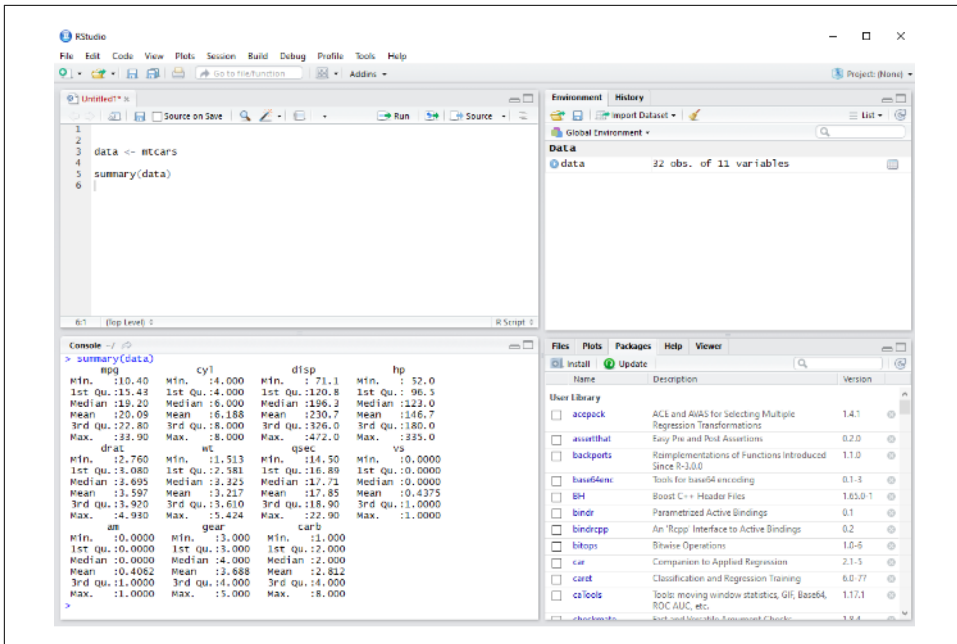 RStudio
File Edit Code View Plots Session Build Debug Profile Tools Help
Go to file/function Addins Project: (None)
Untitled1*
Source on Save Run Source
1
2
3 data <- mtcars
4
5 summary(data)
6
6:1 (Top Level) R Script
Console ~/
> summary(data)
mpg cyl disp hp
Min. :10.40 Min. :4.000 Min. : 71.1 Min. : 52.0
1st Qu.:15.43 1st Qu.:4.000 1st Qu.:120.8 1st Qu.: 96.5
Median :19.20 Median :6.000 Median :196.3 Median :123.0
Mean :20.09 Mean :6.188 Mean :230.7 Mean :146.7
3rd Qu.:22.80 3rd Qu.:8.000 3rd Qu.:326.0 3rd Qu.:180.0
Max. :33.90 Max. :8.000 Max. :472.0 Max. :335.0
drat wt qsec vs
Min. :2.760 Min. :1.513 Min. :14.50 Min. :0.0000
1st Qu.:3.080 1st Qu.:2.581 1st Qu.:16.89 1st Qu.:0.0000
Median :3.695 Median :3.325 Median :17.71 Median :0.0000
Mean :3.597 Mean :3.217 Mean :17.85 Mean :0.4375
3rd Qu.:3.920 3rd Qu.:3.610 3rd Qu.:18.90 3rd Qu.:1.0000
Max. :4.930 Max. :5.424 Max. :22.90 Max. :1.0000
am gear carb
Min. :0.0000 Min. :3.000 Min. :1.000
1st Qu.:0.0000 1st Qu.:3.000 1st Qu.:2.000
Median :0.0000 Median :4.000 Median :2.000
Mean :0.4062 Mean :3.688 Mean :2.812
3rd Qu.:1.0000 3rd Qu.:4.000 3rd Qu.:4.000
Max. :1.0000 Max. :5.000 Max. :8.000
>
Environment History
Import Dataset List
Global Environment
Data
data 32 obs. of 11 variables
Files Plots Packages Help Viewer
Install Update
Name Description Version
User Library
acepack ACE and AVAS for Selecting Multiple 1.4.1
Regression Transformations
assertthat Easy Pre and Post Assertions 0.2.0
backports Reimplementations of Functions Introduced 1.1.0
Since R-3.0.0
base64enc Tools for base64 encoding 0.1-3
BH Boost C++ Header Files 1.65.0-1
bindr Parametrized Active Bindings 0.1
bindrcpp An 'Rcpp' Interface to Active Bindings 0.2
bitops Bitwise Operations 1.0-6
car Companion to Applied Regression 2.1-5
caret Classification and Regression Training 6.0-77
caTools Tools: moving window statistics, GIF, Base64, 1.17.1
ROC AUC, etc.
checkmate Fast and Versatile Argument Checks 1.8.4